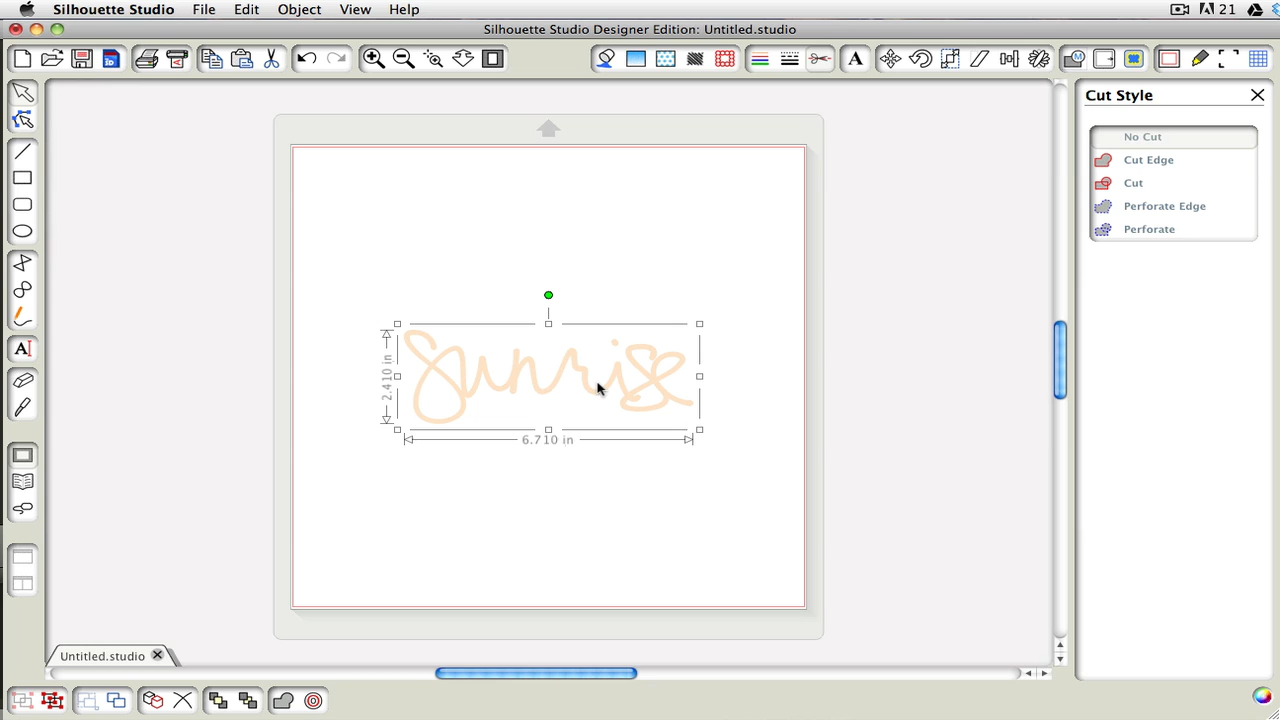 Silhouette Studio File Edit Object View Help 21
Silhouette Studio Designer Edition: Untitled.studio
Cut Style
No Cut
Cut Edge
Cut
Perforate Edge
Perforate
Sunrise
2.410 in
6.710 in
Untitled.studio